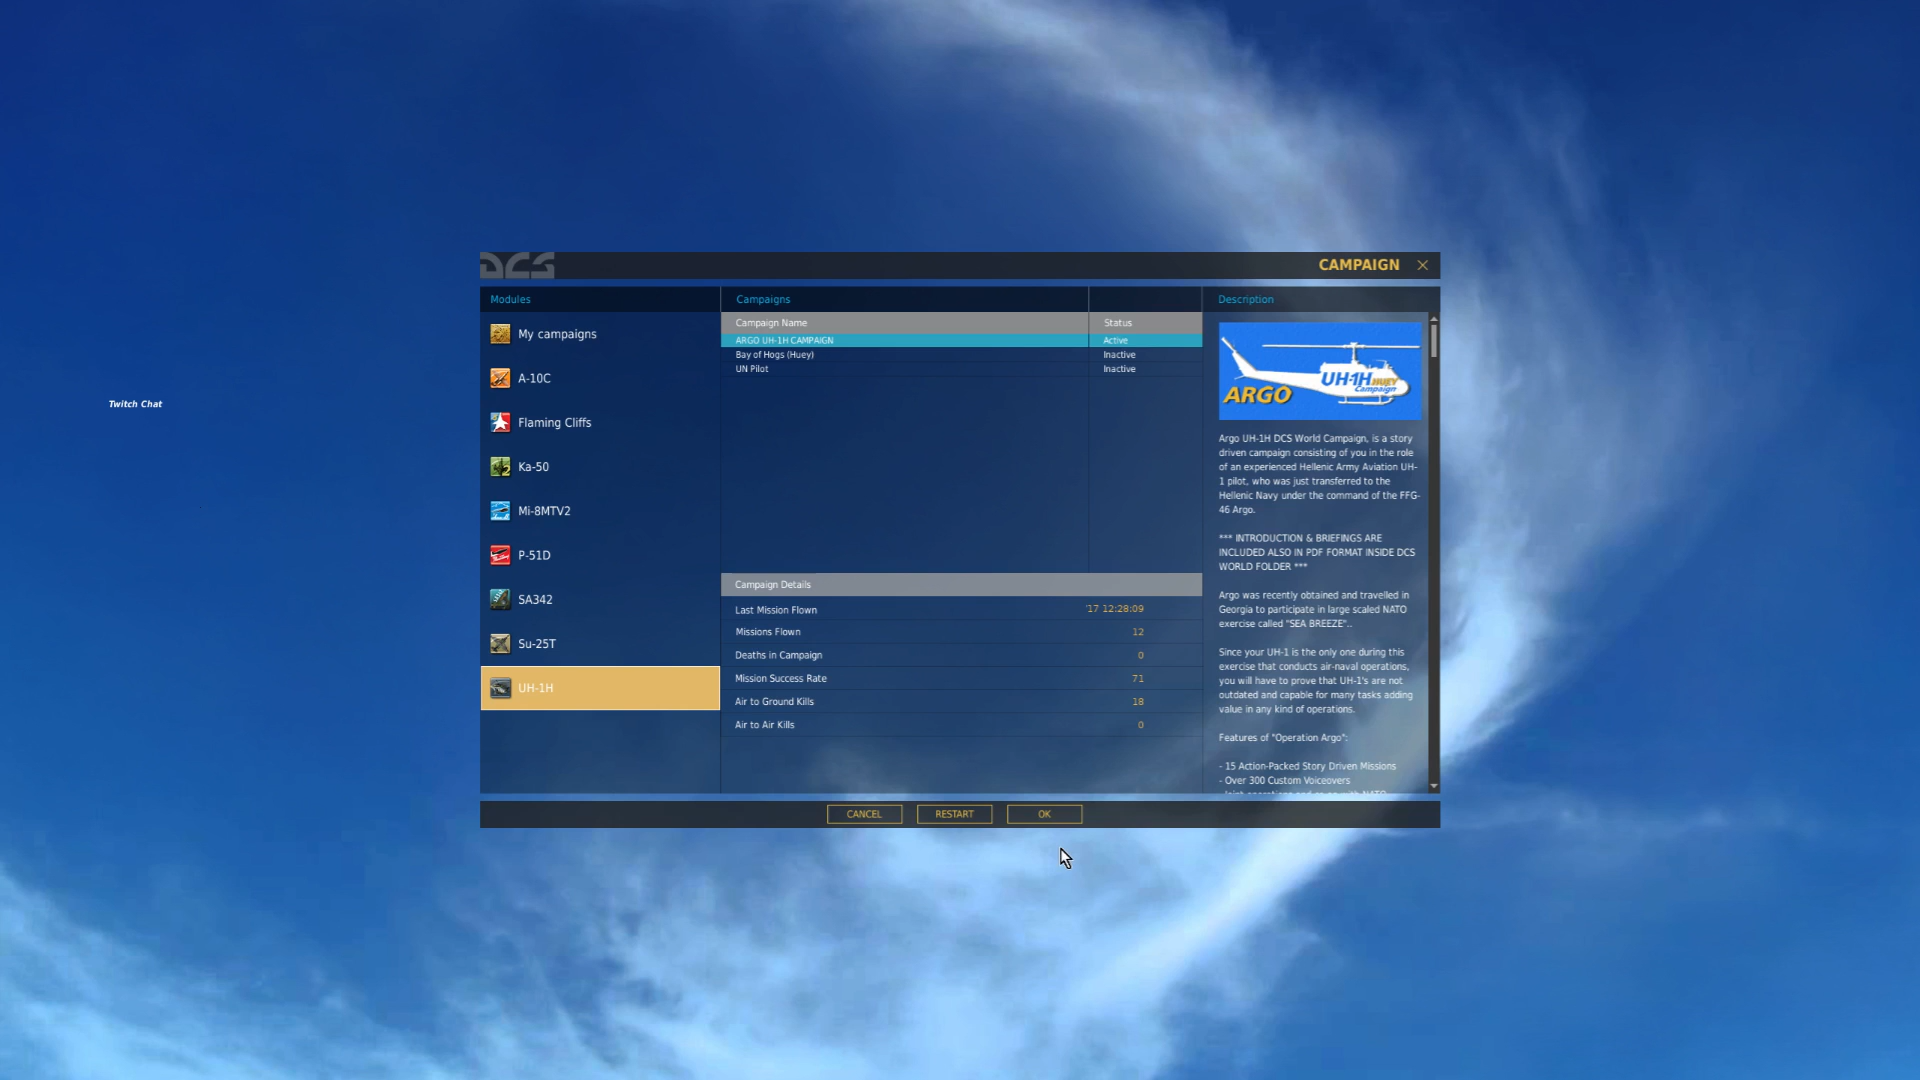 DCS
CAMPAIGN
Modules
Campaigns
Description
My campaigns
A-10C
Flaming Cliffs
Ka-50
Mi-8MTV2
P-51D
SA342
Su-25T
UH-1H
Campaign Name
Status
ARGO UH-1H CAMPAIGN
Active
Bay of Hogs (Huey)
Inactive
UN Pilot
Inactive
Campaign Details
Last Mission Flown
'17 12:28:09
Missions Flown
12
Deaths in Campaign
0
Mission Success Rate
71
Air to Ground Kills
18
Air to Air Kills
0
ARGO
UH-1H HUEY
Campaign
Argo UH-1H DCS World Campaign, is a story
driven campaign consisting of you in the role
of an experienced Hellenic Army Aviation UH-
1 pilot, who was just transferred to the
Hellenic Navy under the command of the FFG-
46 Argo.
*** INTRODUCTION & BRIEFINGS ARE
INCLUDED ALSO IN PDF FORMAT INSIDE DCS
WORLD FOLDER ***
Argo was recently obtained and travelled in
Georgia to participate in large scaled NATO
exercise called "SEA BREEZE"..
Since your UH-1 is the only one during this
exercise that conducts air-naval operations,
you will have to prove that UH-1's are not
outdated and capable for many tasks adding
value in any kind of operations.
Features of "Operation Argo":
- 15 Action-Packed Story Driven Missions
- Over 300 Custom Voiceovers
CANCEL
RESTART
OK
Twitch Chat